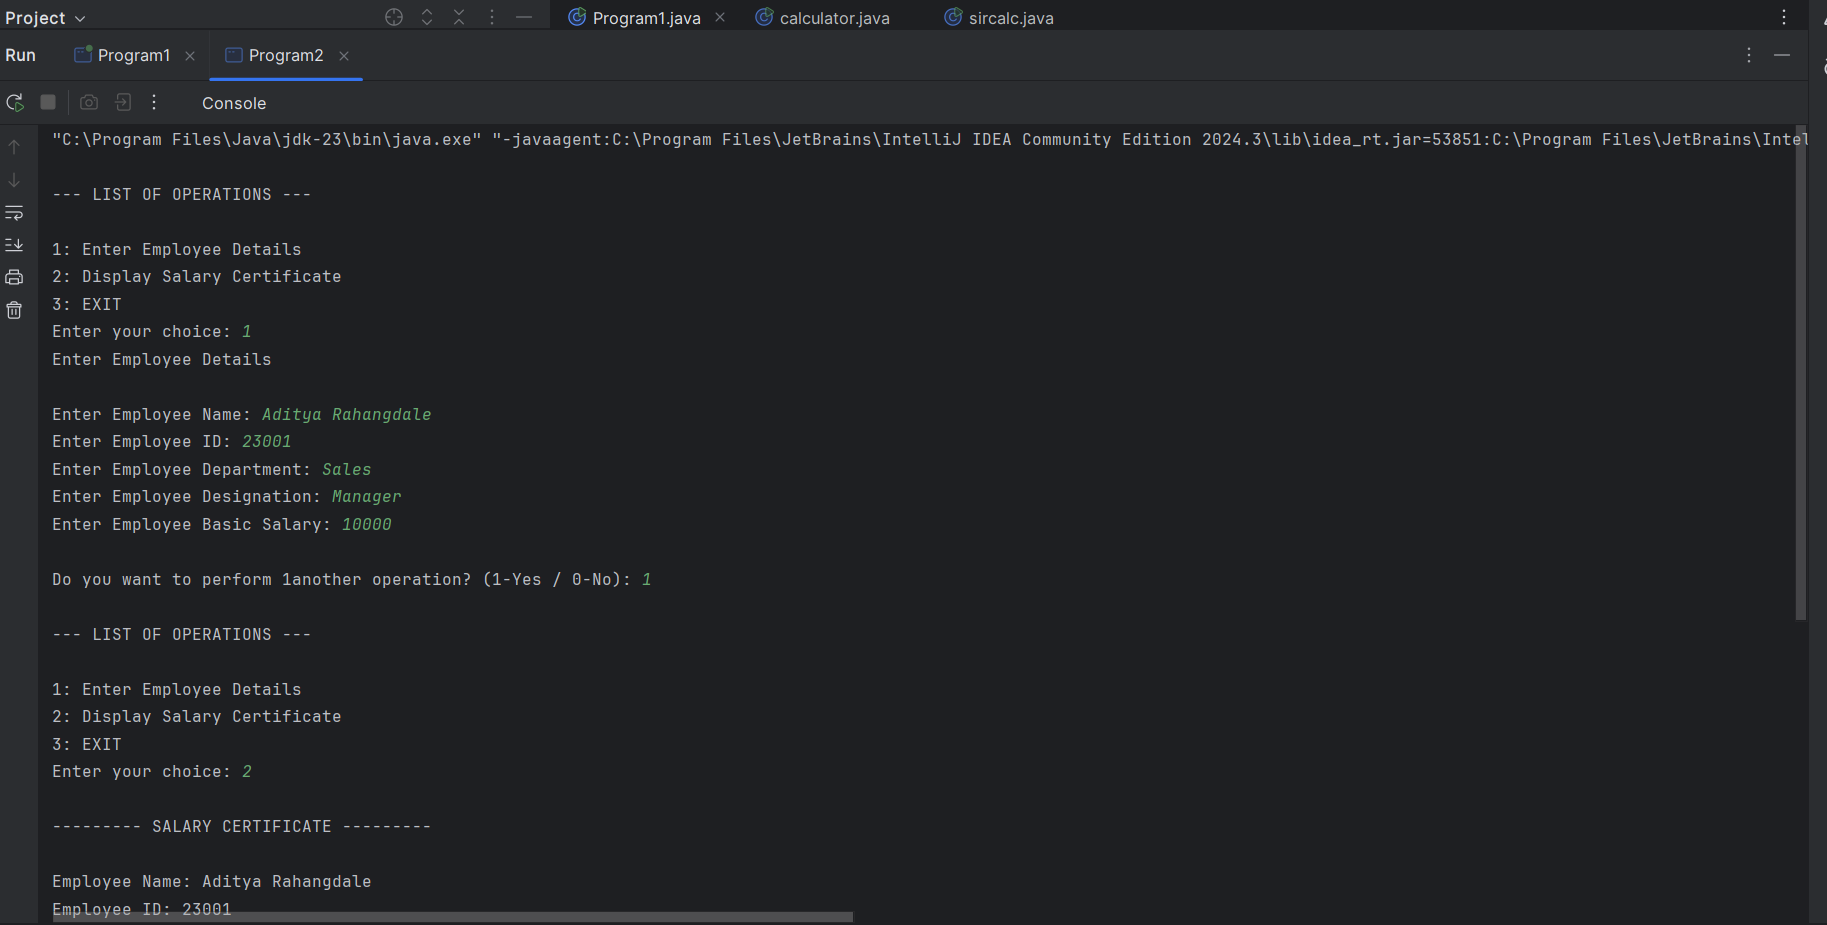 Project
Program1.java
calculator.java
sircalc.java
Run
Program1
Program2
Console
"C:\Program Files\Java\jdk-23\bin\java.exe" "-javaagent:C:\Program Files\JetBrains\IntelliJ IDEA Community Edition 2024.3\lib\idea_rt.jar=53851:C:\Program Files\JetBrains\Intel
--- LIST OF OPERATIONS ---
1: Enter Employee Details
2: Display Salary Certificate
3: EXIT
Enter your choice: 1
Enter Employee Details
Enter Employee Name: Aditya Rahangdale
Enter Employee ID: 23001
Enter Employee Department: Sales
Enter Employee Designation: Manager
Enter Employee Basic Salary: 10000
Do you want to perform 1another operation? (1-Yes / 0-No): 1
--- LIST OF OPERATIONS ---
1: Enter Employee Details
2: Display Salary Certificate
3: EXIT
Enter your choice: 2
--------- SALARY CERTIFICATE ---------
Employee Name: Aditya Rahangdale
Employee ID: 23001